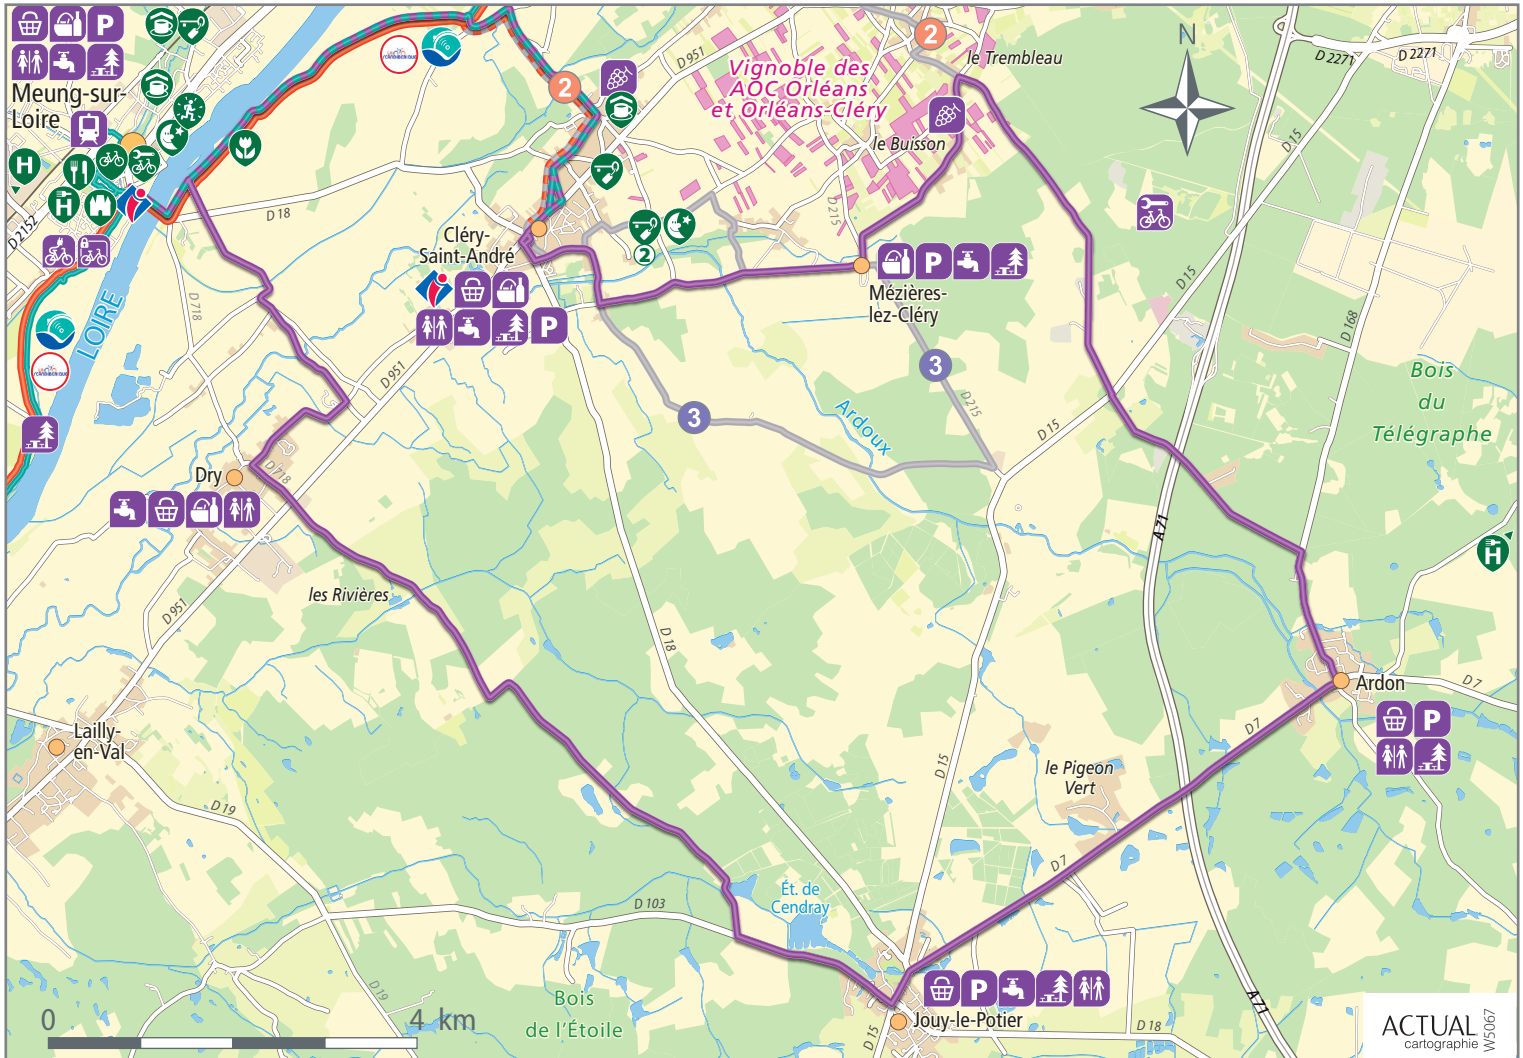 P
Meung-sur-
Loire
H
H
D 2152
D 18
LOIRE
D 718
2
D 951
Vignoble des
AOC Orléans
et Orléans-Cléry
2
le Trembleau
N
D 2271
D 2271
le Buisson
D 15
D 215
Cléry-
Saint-André
2
P
P
Mézières-
lez-Cléry
D 15
D 168
D 951
3
3
Ardoux
D 215
D 15
Bois
du
Télégraphe
Dry
D 718
A 71
H
les Rivières
D 951
D 18
Ardon
D 7
P
D 7
Lailly-
en-Val
D 15
le Pigeon
Vert
D 19
D 7
Ét. de
Cendray
D 103
D 19
Bois
de l'Étoile
P
Jouy-le-Potier
D 15
D 18
A 71
0
4 km
ACTUAL
cartographie
W5067